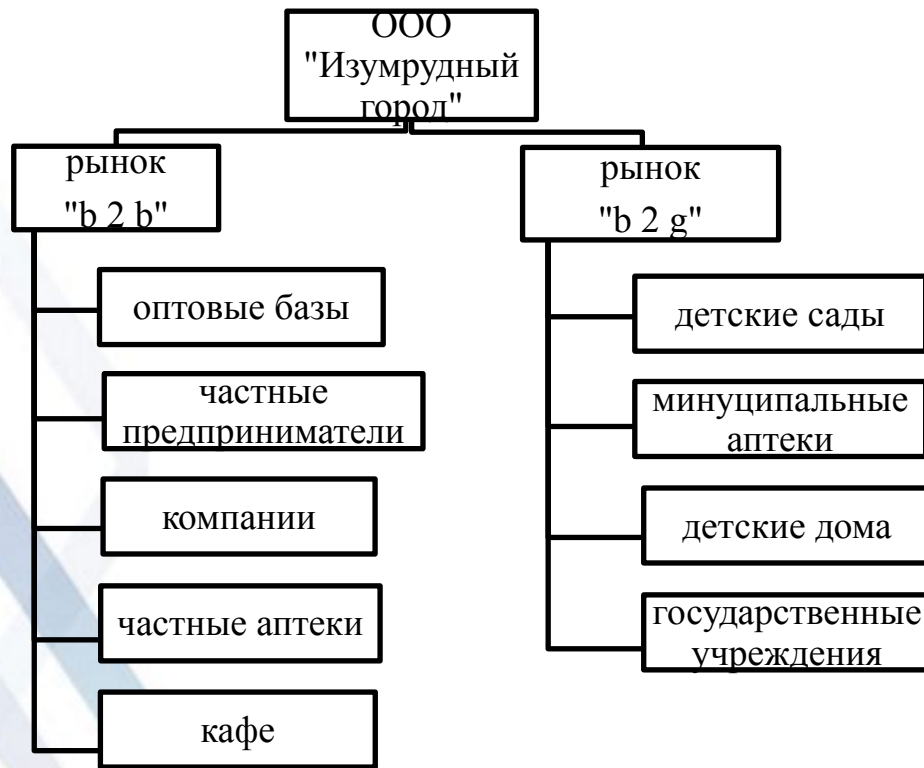 ООО
"Изумрудный
город"
рынок
"b 2 b"
оптовые базы
частные
предприниматели
компании
частные аптеки
кафе
рынок
"b 2 g"
детские сады
минуципальные
аптеки
детские дома
государственные
учреждения